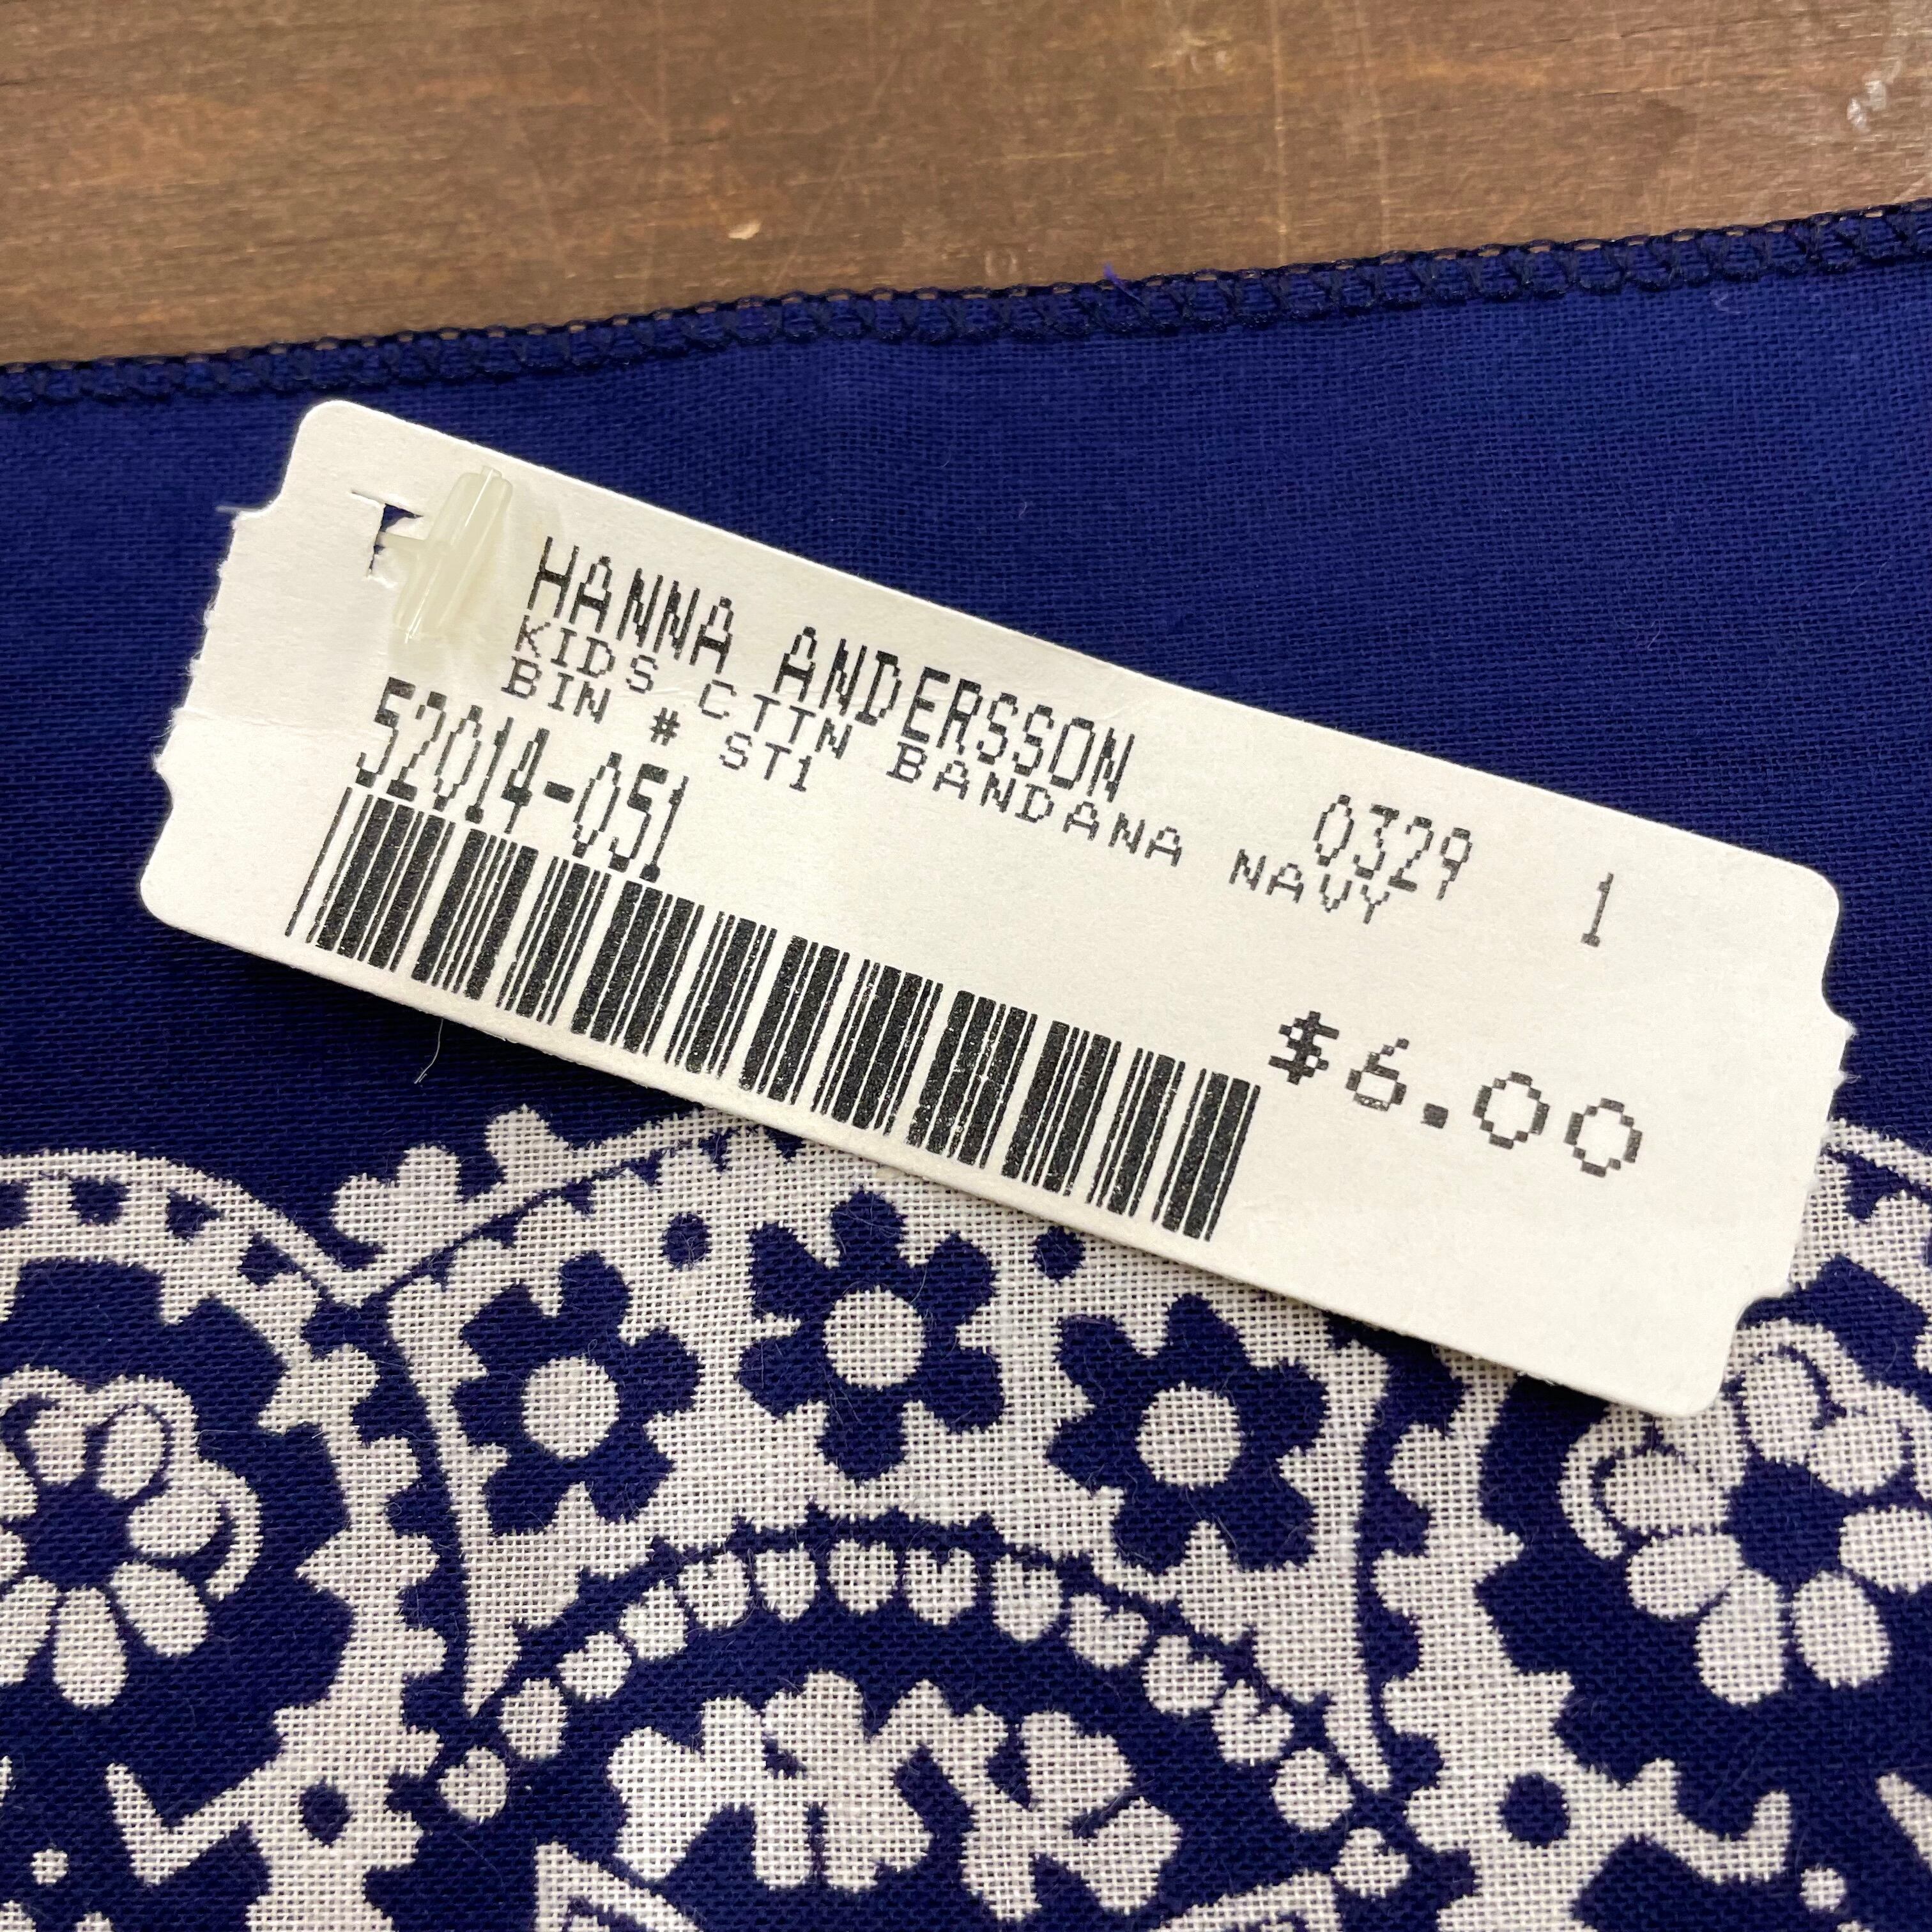 HANNA ANDERSSON 0329 1
KIDS CTTN BANDANA NAVY
BIN # ST1
52014-051
$6.00